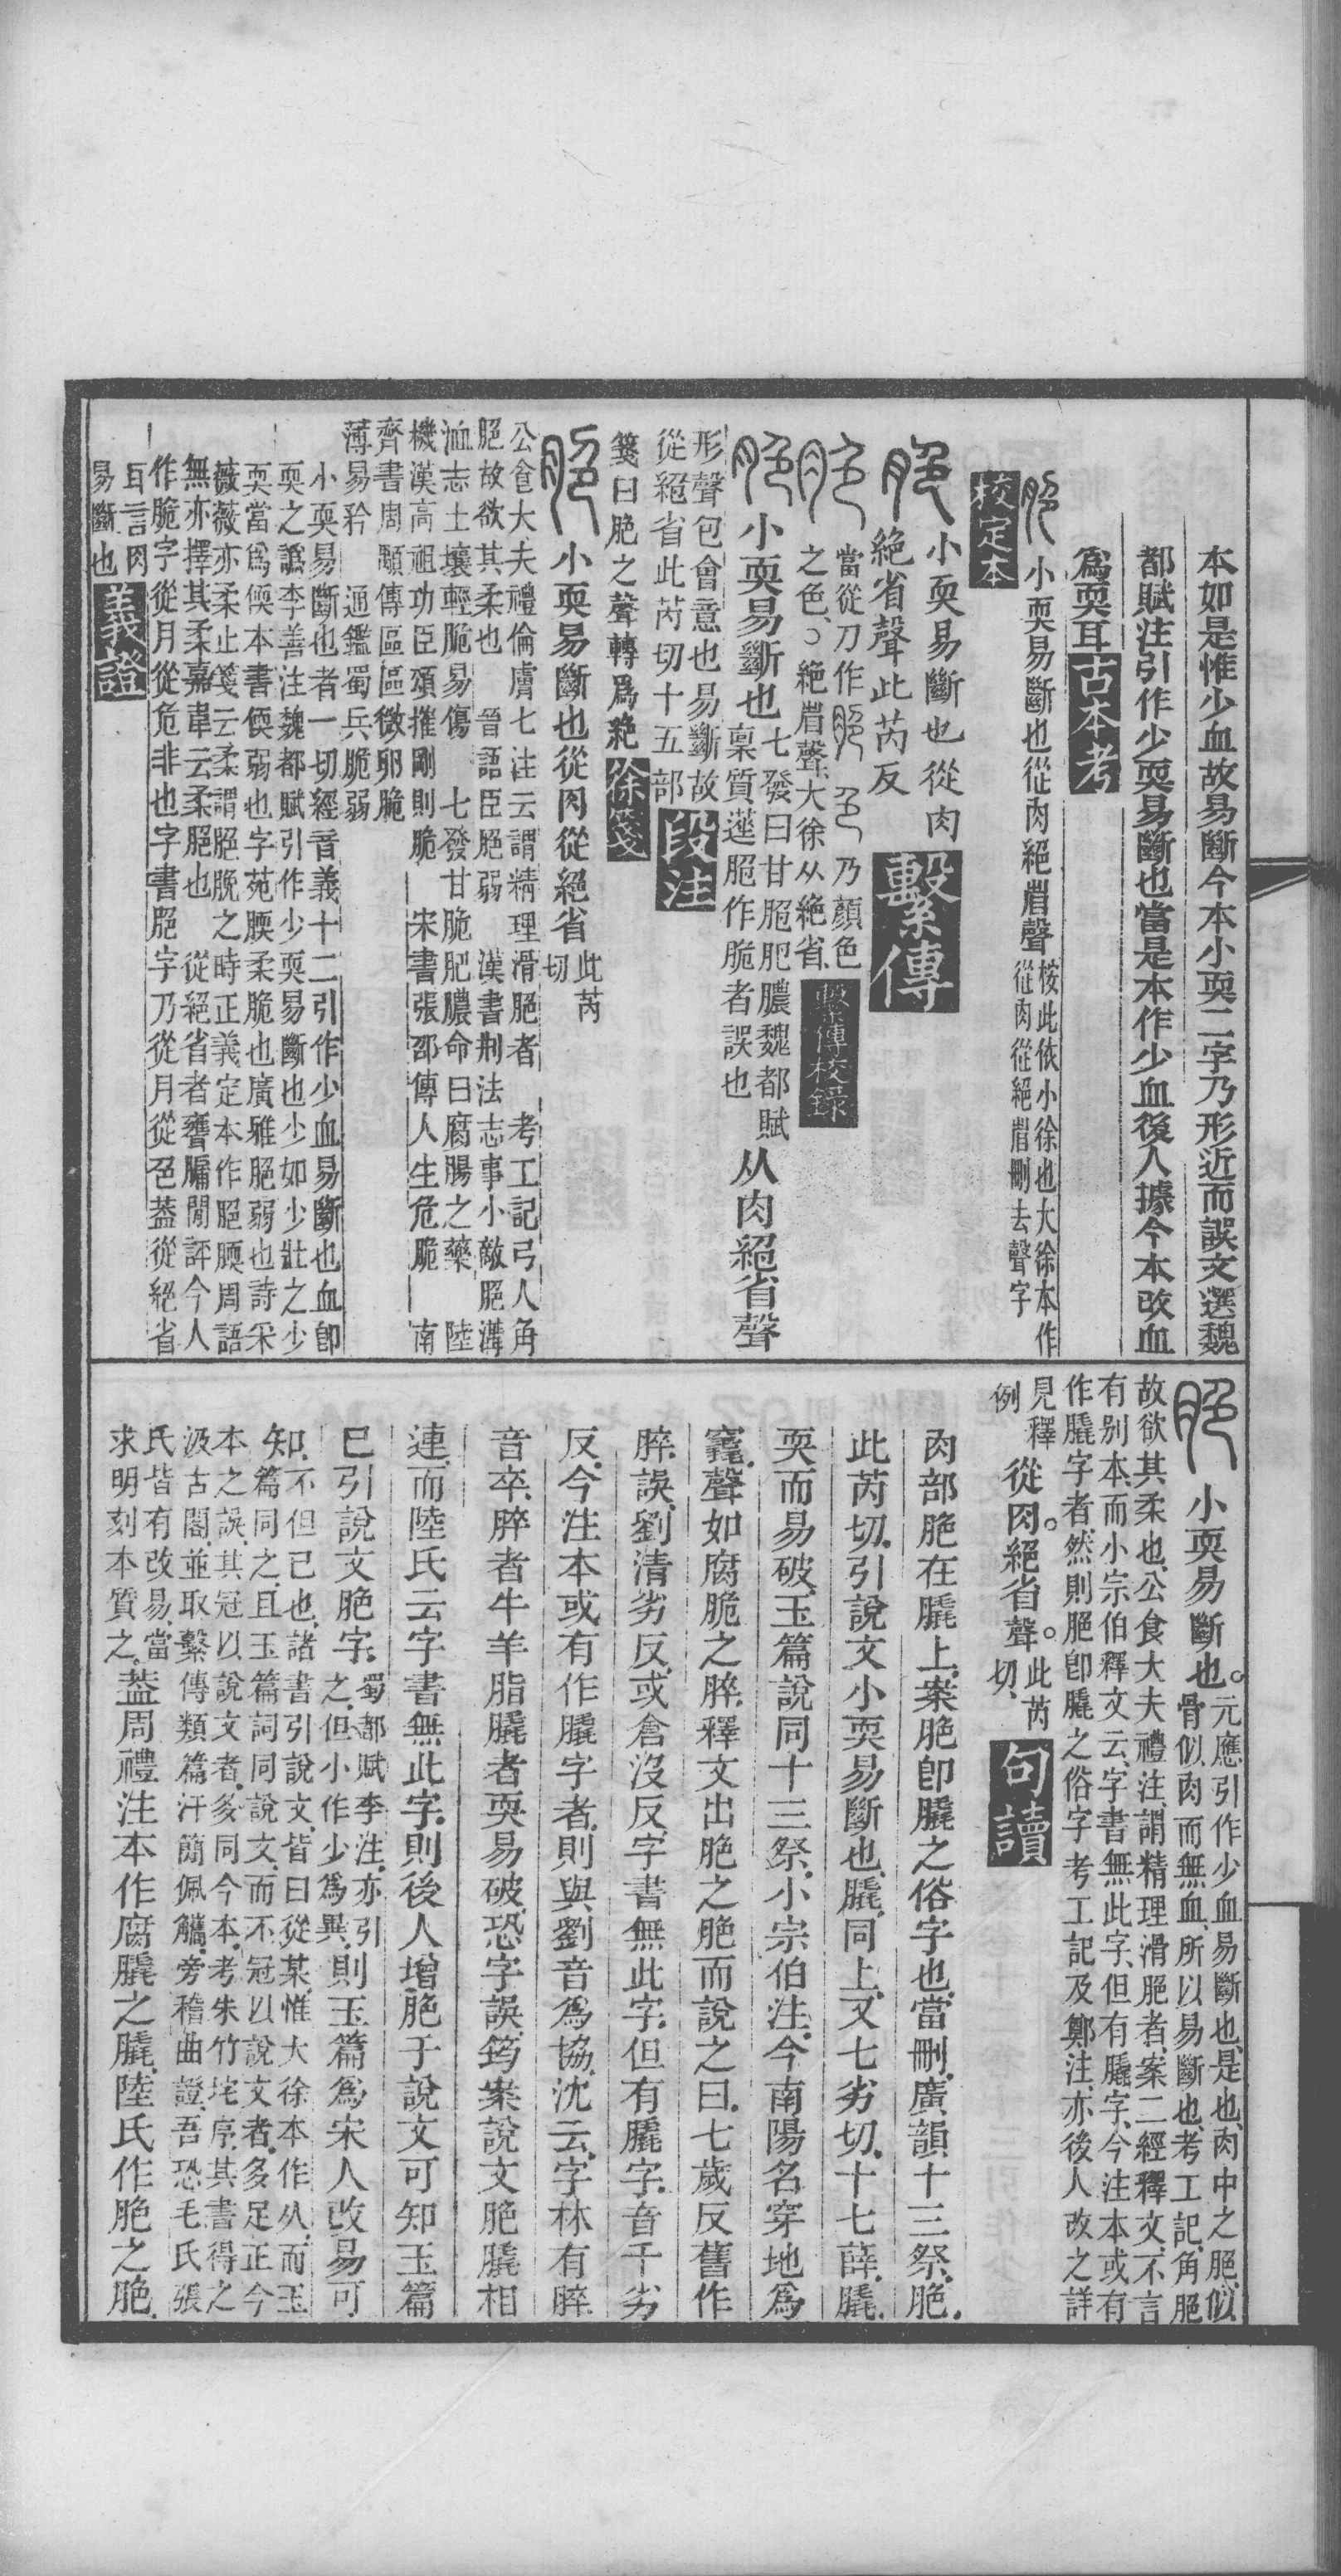 本如是惟少血故易斷今本小耎二字乃形近而誤文選魏
都賦注引作少耎易斷也當是本作少血後人據今本改血
爲耎耳古本考
小耎易斷也從肉絕省聲
桉此依小徐也大徐本作
從肉從絕省刪去聲字
校定本
脃小耎易斷也從肉
絕省聲此芮反
繫傳
當從刀作
乃顏色
之色絕省聲大徐从絕省
繫傳校錄
脃小耎易斷也
七發曰甘脃肥膿魏都賦
稟質
脃作脆者誤也
从肉絕省聲
形聲包會意也易斷故
從絕省此芮切十五部
段注
箋曰脃之聲轉爲
徐箋
脃小耎易斷也從肉從絕省
此芮
切
公食大夫禮倫膚七注云謂精理滑脃者 考工記弓人角
脃故欲其柔也 晉語臣脃弱 漢書刑法志事小敵脃溝
洫志土壤輕脆易傷 七發甘脆肥膿命曰腐腸之藥 陸
機漢高祖功臣頌摧剛則脆 宋書張邵傳人生危脆 南
齊書周顒傳區區微卵脆
薄易矜 通鑑蜀兵脆弱
小耎易斷也者一切經音義十二引作少血易斷也血卽
耎之譌李善注魏都賦引作少耎易斷也少如少壯之少
耎當爲偄本書偄弱也字苑腝柔脆也廣雅脃弱也詩采
薇薇亦柔止箋云柔謂脃脕之時正義定本作脃腝周語
無亦擇其柔嘉韋云柔脃也 從絕省者罋牖閒評今人
作脆字從月從危非也字書脃字乃從月從色葢從絕省
耳言肉
易斷也
義證
脃小耎易斷也。
元應引作少血易斷也是也肉中之脃似
骨似肉而無血所以易斷也考工記角脃
故欲其柔也公食大夫禮注謂精理滑脃者案二經釋文不言
有别本而小宗伯釋文云字書無此字但有膬字今注本或有
作膬字者然則脃卽膬之俗字考工記及鄭注亦後人改之詳
見釋
例
從肉。絕省聲。
此芮
切
句讀
肉部脃在膬上案脃卽膬之俗字也當刪廣韻十三祭脃
此芮切引說文小耎易斷也膬同上又七劣切十七薛膬
耎而易破玉篇說同十三祭小宗伯注今南陽名穿地爲
竁聲如腐脆之脺釋文出脃之脃而說之曰七歲反舊作
脺誤劉清劣反或倉沒反字書無此字但有膬字音千劣
反今注本或有作膬字者則與劉音爲協沈云字林有脺
音卒脺者牛羊脂膬者耎易破恐字誤筠案說文脃膬相
連而陸氏云字書無此字則後人增脃于說文可知玉篇
已引說文脃字
蜀都賦李注亦引
之但小作少爲異
則玉篇爲宋人改易可
知
不但已也諸書引說文皆曰從某惟大徐本作从而玉
篇同之且玉篇詞同說文而不冠以說文者多足正今
本之誤其冠以說文者多同今本考朱竹垞序其書得之
汲古閣並取繫傳類篇汗簡佩觿旁稽曲證吾恐毛氏張
氏皆有改易當
求明刻本質之
葢周禮注本作腐膬之膬陸氏作脃之脃